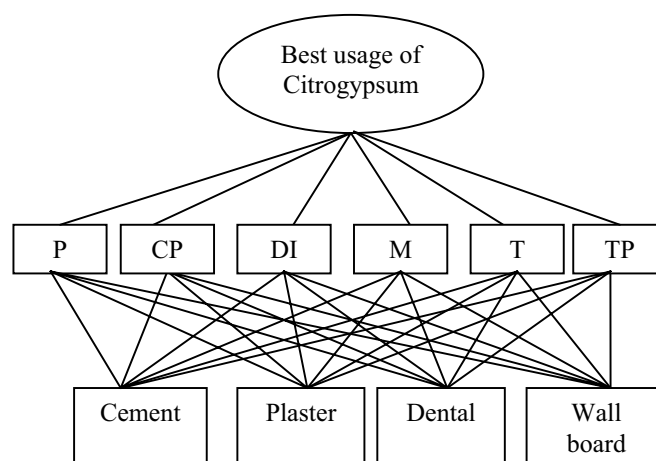 Best usage of
Citrogypsum
P CP DI M T TP
Cement Plaster Dental Wall
board